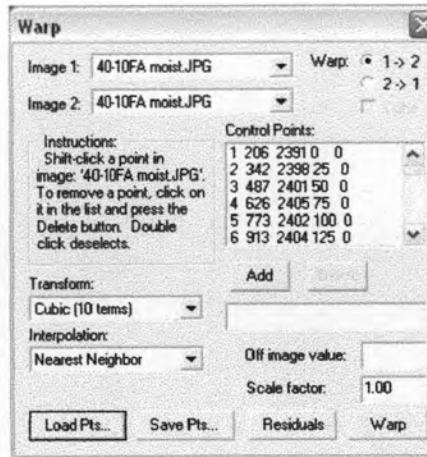 Warp
Image 1: 40-10FA moist.JPG
Warp: 1 -> 2
2 -> 1
Image 2: 40-10FA moist.JPG
Instructions:
Shift-click a point in
image: '40-10FA moist.JPG'.
To remove a point, click on
it in the list and press the
Delete button. Double
click deselects.
Control Points:
1 206 2391 0 0
2 342 2398 25 0
3 487 2401 50 0
4 626 2405 75 0
5 773 2402 100 0
6 913 2404 125 0
Add
Transform:
Cubic (10 terms)
Interpolation:
Nearest Neighbor
Off image value:
Scale factor: 1.00
Load Pts... Save Pts... Residuals Warp